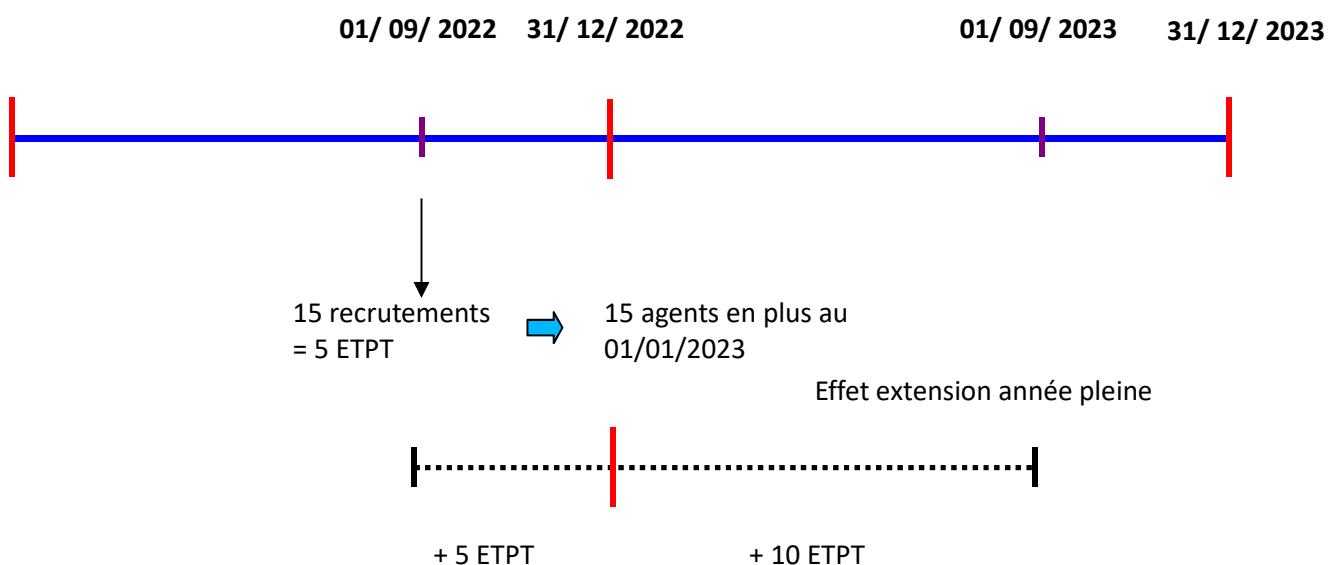 01/ 09/ 2022 31/ 12/ 2022 01/ 09/ 2023 31/ 12/ 2023
15 recrutements
= 5 ETPT
15 agents en plus au
01/01/2023
Effet extension année pleine
+ 5 ETPT + 10 ETPT